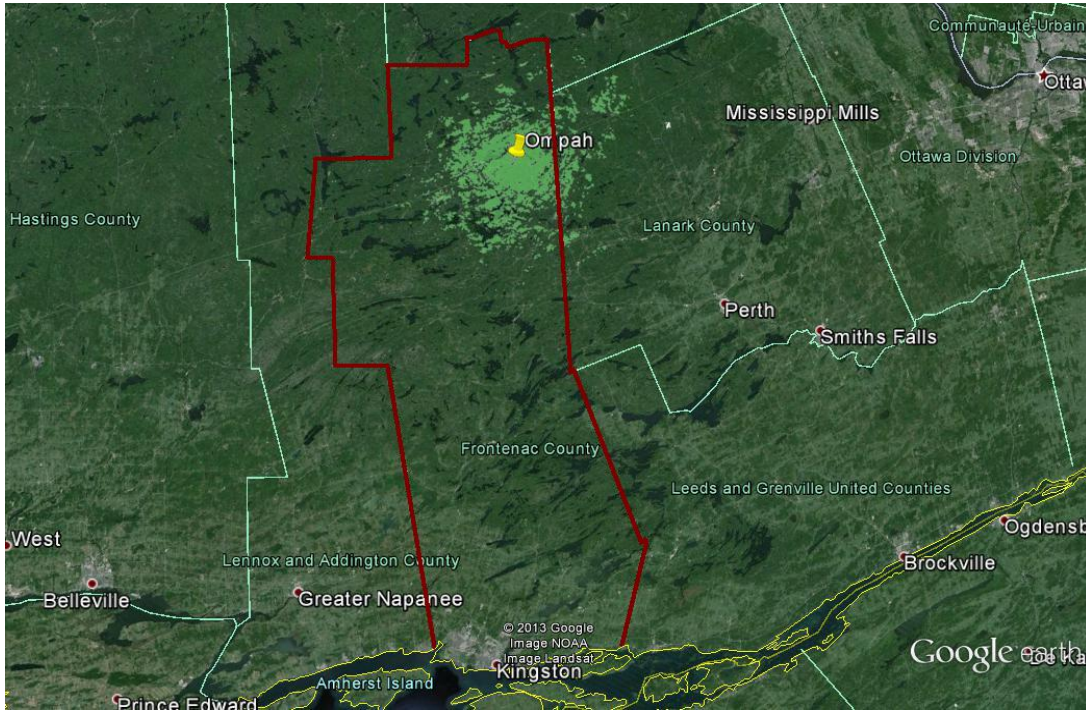 Communauté-Urbain
Ottaw
Mississippi Mills
Ompah
Ottawa Division
Hastings County
Lanark County
Perth
Smiths Falls
Frontenac County
Leeds and Grenville United Counties
Ogdensb
West
Brockville
Lennox and Addington County
Belleville
Greater Napanee
© 2013 Google
Image NOAA
Image Landsat
Google earth
De Ka
Kingston
Amherst Island
Prince Edward